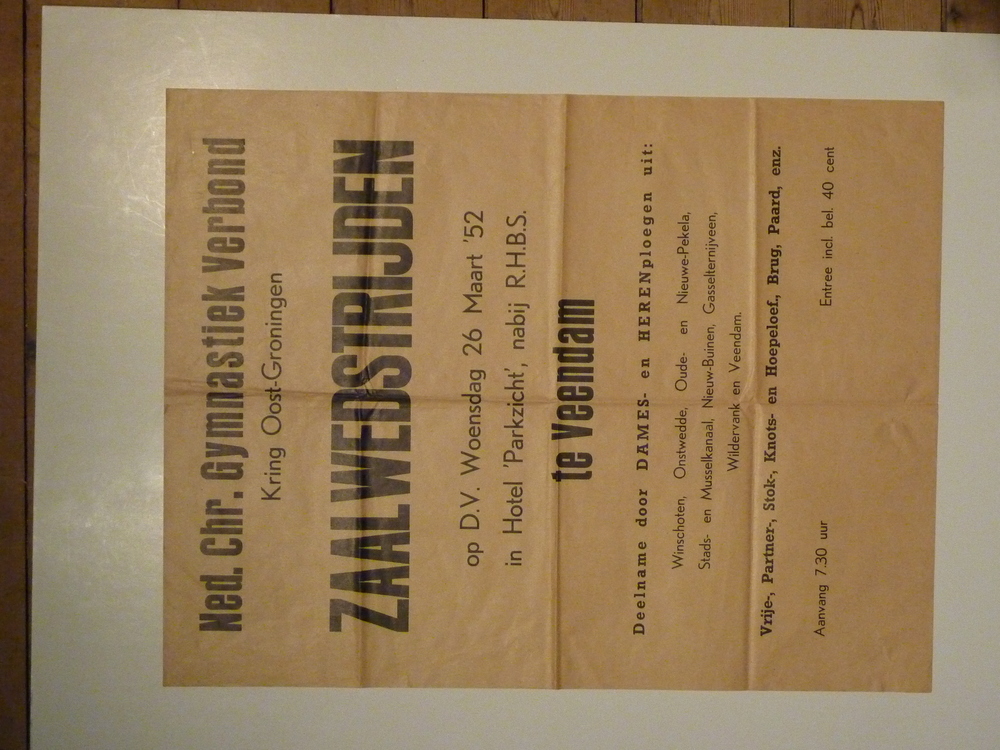 Ned. Chr. Gymnastiek Verbond
Kring Oost-Groningen
ZAALWEDSTRIJDEN
op D.V. Woensdag 26 Maart '52
in Hotel 'Parkzicht', nabij R.H.B.S.
te Veendam
Deelname door DAMES- en HERENploegen uit:
Winschoten, Onstwedde, Oude- en Nieuwe-Pekela,
Stads- en Musselkanaal, Nieuw-Buinen, Gasselternijveen,
Wildervank en Veendam.
Vrije-, Partner-, Stok-, Knots- en Hoepeloef., Brug, Paard, enz.
Aanvang 7.30 uur Entree incl. bel. 40 cent